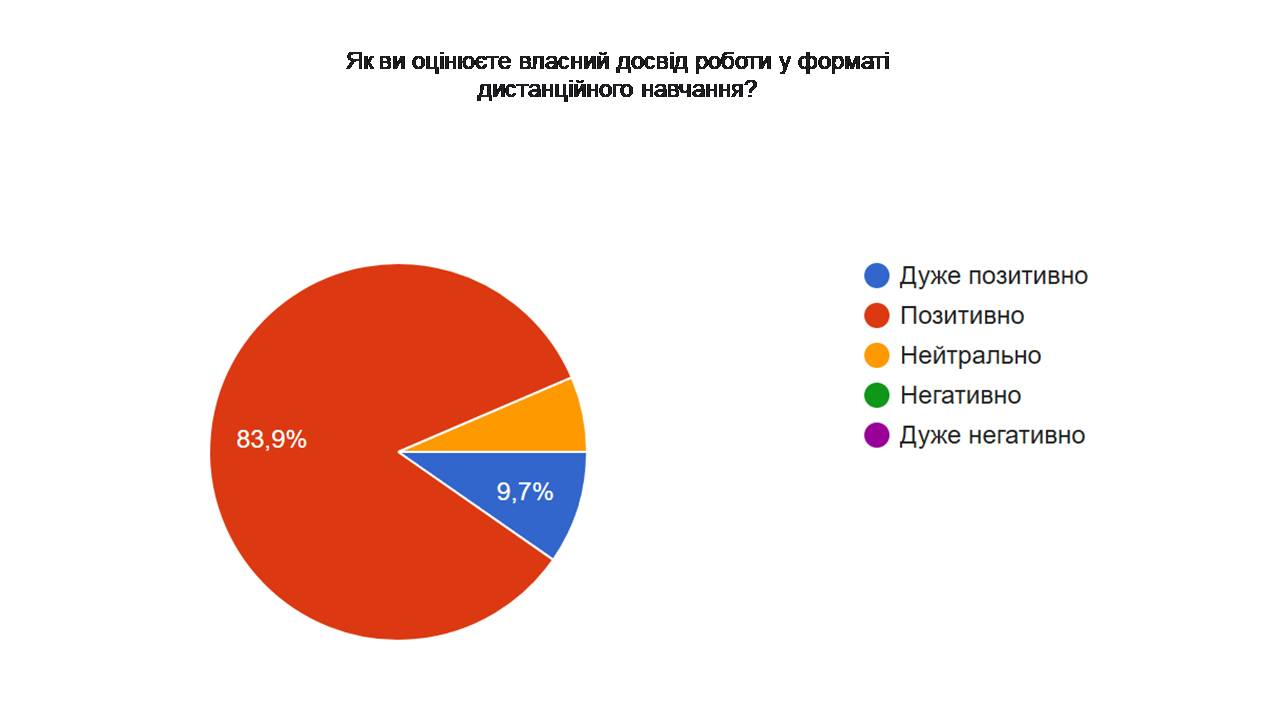 Як ви оцінюєте власний досвід роботи у форматі
дистанційного навчання?
Дуже позитивно
Позитивно
Нейтрально
Негативно
Дуже негативно
83,9%
9,7%